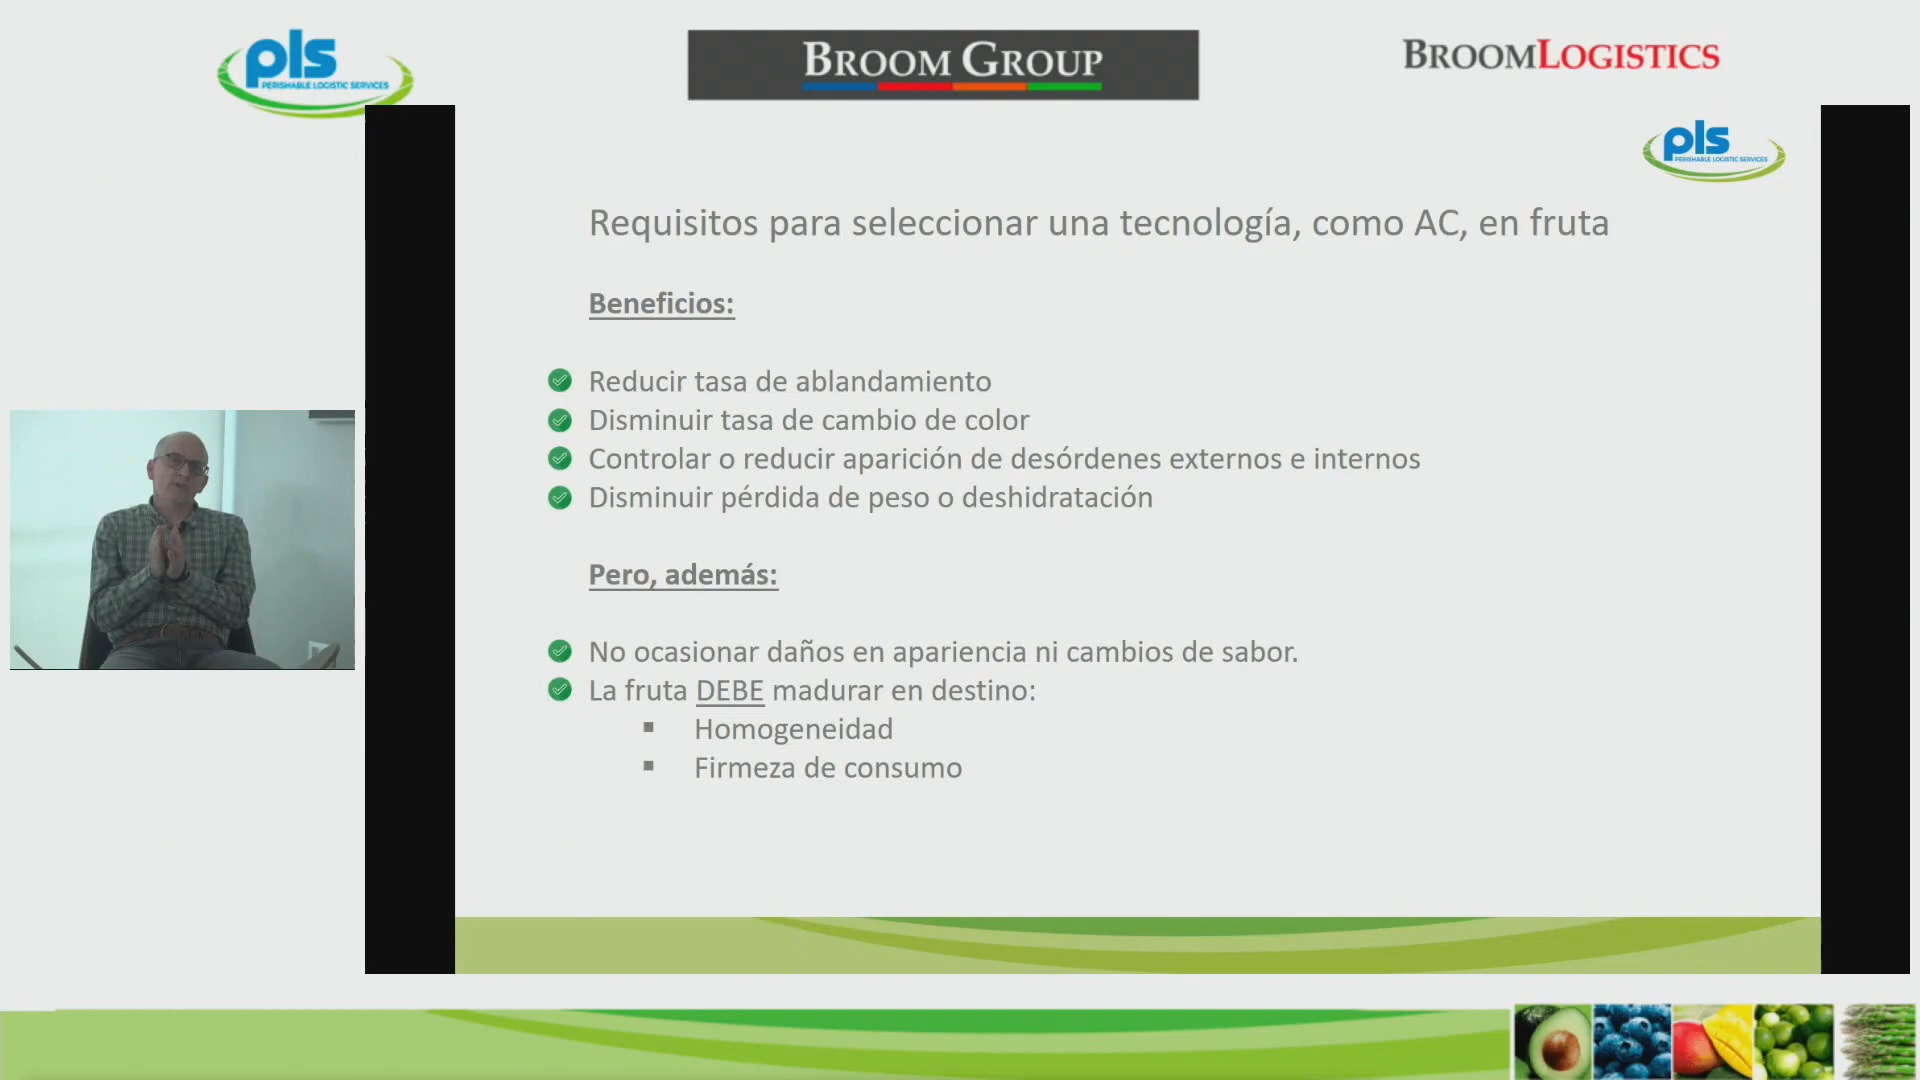 pls
PERISHABLE LOGISTIC SERVICES
BROOM GROUP
BROOMLOGISTICS
pls
PERISHABLE LOGISTIC SERVICES
Requisitos para seleccionar una tecnología, como AC, en fruta
Beneficios:
Reducir tasa de ablandamiento
Disminuir tasa de cambio de color
Controlar o reducir aparición de desórdenes externos e internos
Disminuir pérdida de peso o deshidratación
Pero, además:
No ocasionar daños en apariencia ni cambios de sabor.
La fruta DEBE madurar en destino:
Homogeneidad
Firmeza de consumo